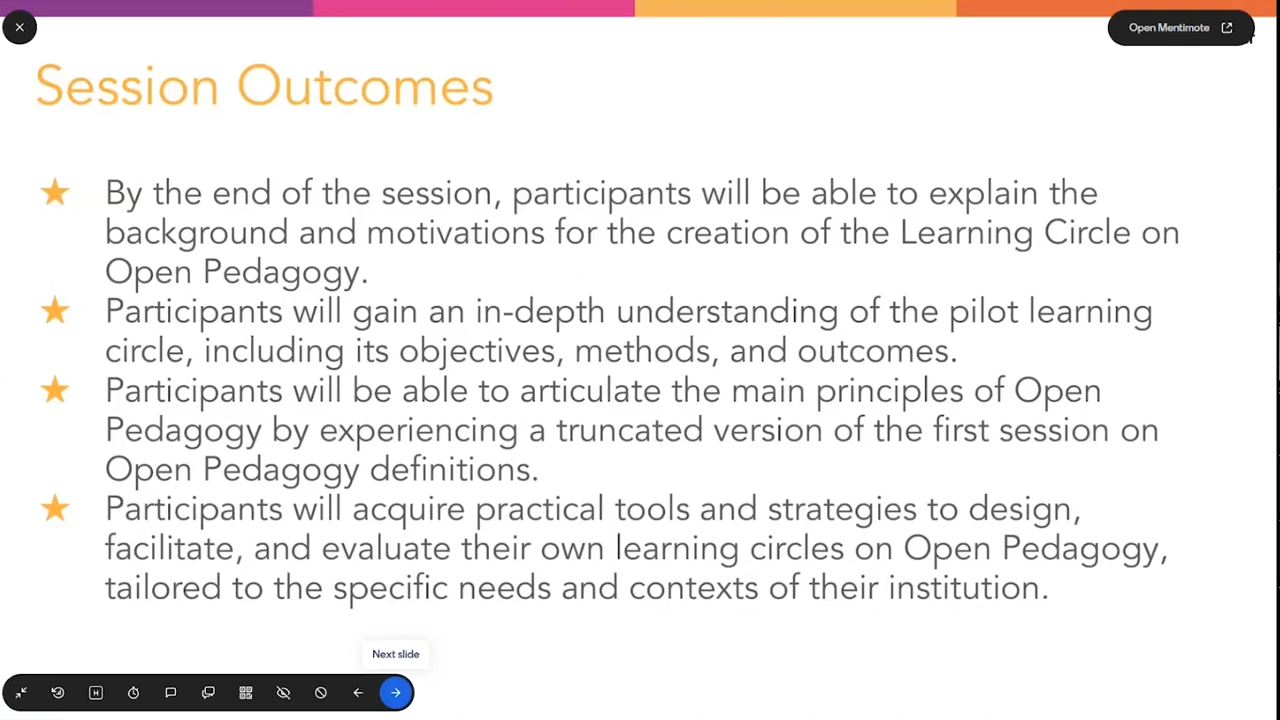 Open Mentimote
Session Outcomes
By the end of the session, participants will be able to explain the
background and motivations for the creation of the Learning Circle on
Open Pedagogy.
Participants will gain an in-depth understanding of the pilot learning
circle, including its objectives, methods, and outcomes.
Participants will be able to articulate the main principles of Open
Pedagogy by experiencing a truncated version of the first session on
Open Pedagogy definitions.
Participants will acquire practical tools and strategies to design,
facilitate, and evaluate their own learning circles on Open Pedagogy,
tailored to the specific needs and contexts of their institution.
Next slide
H